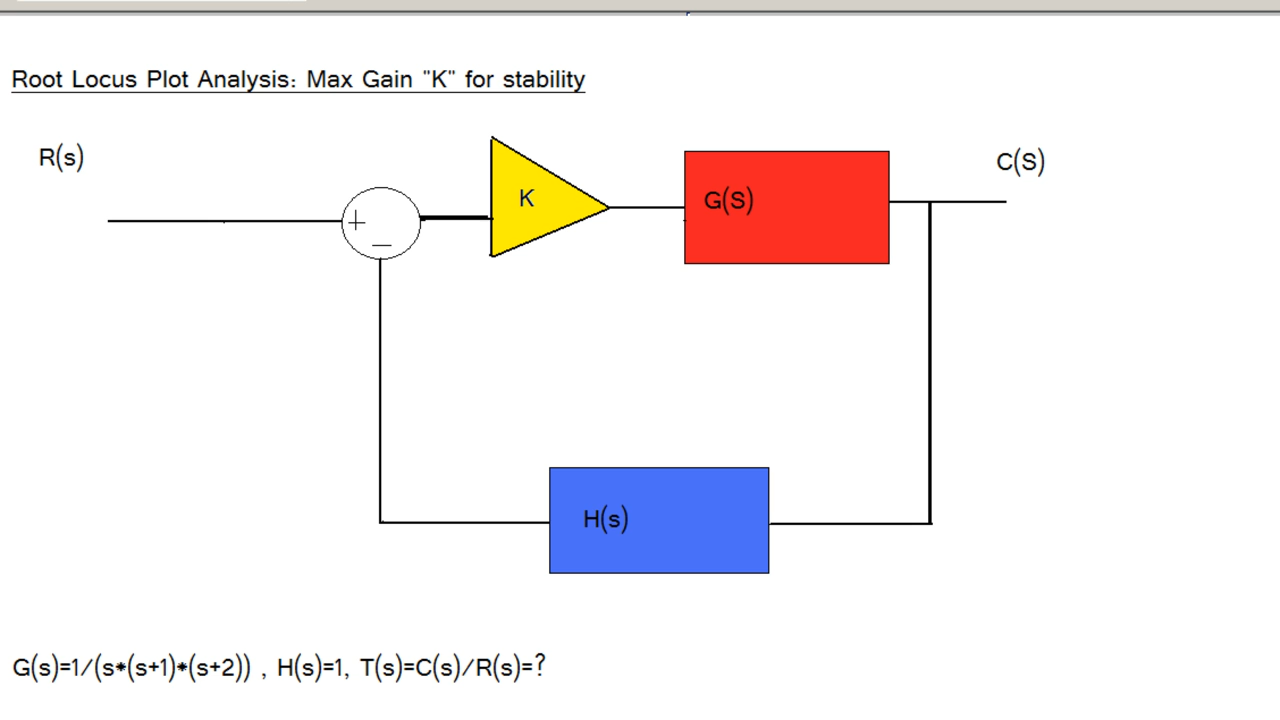 Root Locus Plot Analysis: Max Gain "K" for stability
R(s)
C(S)
K
G(S)
+
_
H(s)
G(s)=1/(s*(s+1)*(s+2)) , H(s)=1, T(s)=C(s)/R(s)=?